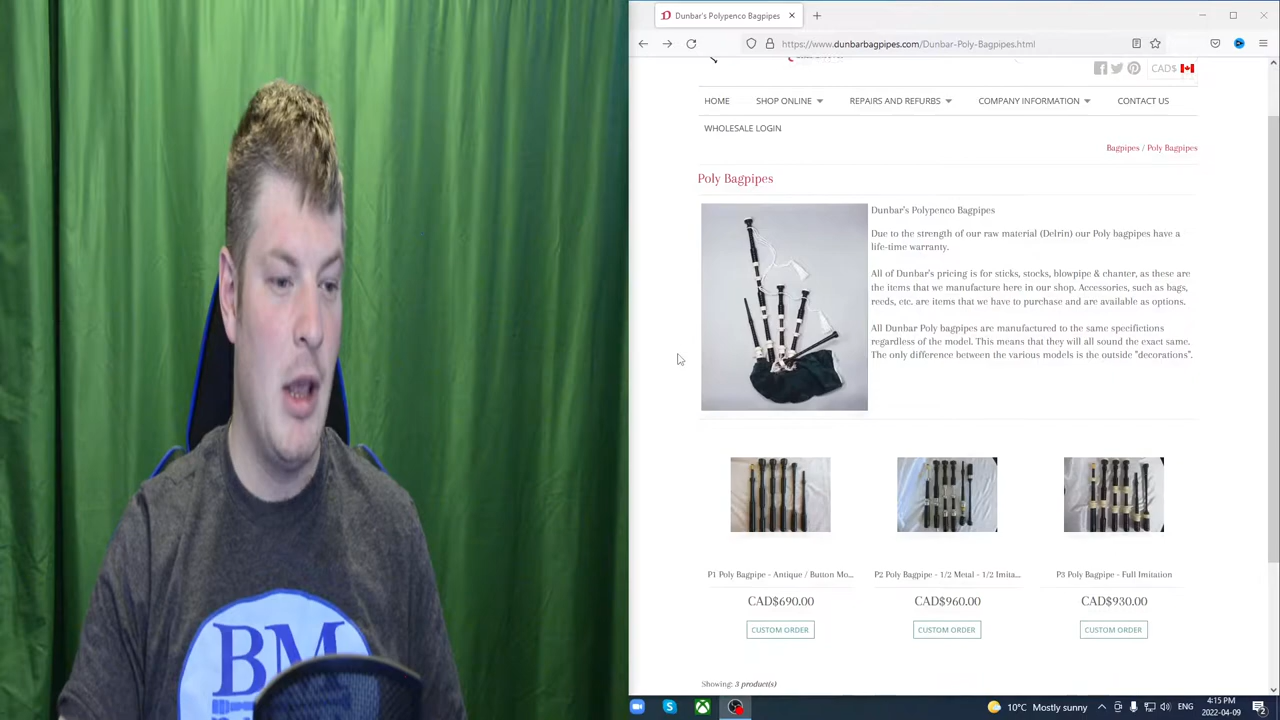 Dunbar's Polypenco Bagpipes
https://www.dunbarbagpipes.com/Dunbar-Poly-Bagpipes.html
CAD$
HOME SHOP ONLINE REPAIRS AND REFURBS COMPANY INFORMATION CONTACT US
WHOLESALE LOGIN
Bagpipes / Poly Bagpipes
Poly Bagpipes
Dunbar's Polypenco Bagpipes
Due to the strength of our raw material (Delrin) our Poly bagpipes have a
life-time warranty.
All of Dunbar's pricing is for sticks, stocks, blowpipe & chanter, as these are
the items that we manufacture here in our shop. Accessories, such as bags,
reeds, etc. are items that we have to purchase and are available as options.
All Dunbar Poly bagpipes are manufactured to the same specifictions
regardless of the model. This means that they will all sound the exact same.
The only difference between the various models is the outside "decorations".
P1 Poly Bagpipe - Antique / Button Mo... P2 Poly Bagpipe - 1/2 Metal - 1/2 Imita... P3 Poly Bagpipe - Full Imitation
CAD$690.00 CAD$960.00 CAD$930.00
CUSTOM ORDER CUSTOM ORDER CUSTOM ORDER
Showing: 3 product(s)
BM
10°C Mostly sunny ENG 4:15 PM
2022-04-09